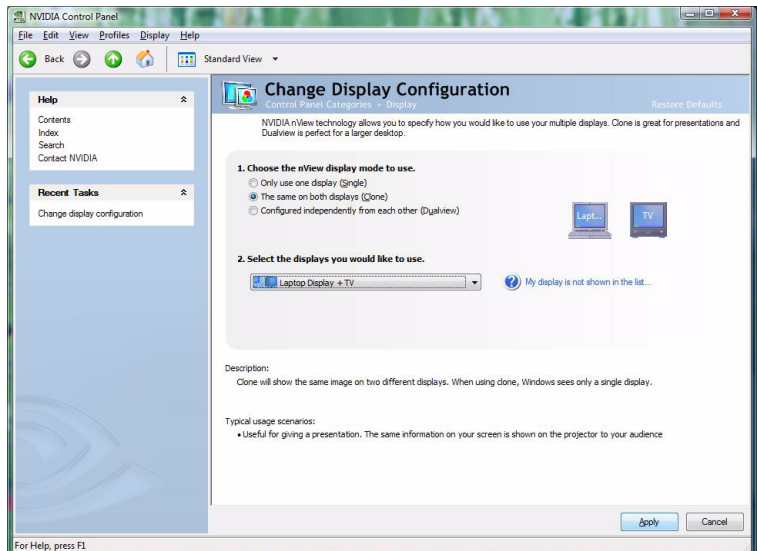 NVIDIA Control Panel
File Edit View Profiles Display Help
Back
Standard View
Help
Contents
Index
Search
Contact NVIDIA
Recent Tasks
Change display configuration
Change Display Configuration
Control Panel Categories - Display
Restore Defaults
NVIDIA nView technology allows you to specify how you would like to use your multiple displays. Clone is great for presentations and
Dualview is perfect for a larger desktop.
1. Choose the nView display mode to use.
Only use one display (Single)
The same on both displays (Clone)
Configured independently from each other (Dualview)
Lapt...
TV
2. Select the displays you would like to use.
Laptop Display + TV
My display is not shown in the list...
Description:
Clone will show the same image on two different displays. When using clone, Windows sees only a single display.
Typical usage scenarios:
• Useful for giving a presentation. The same information on your screen is shown on the projector to your audience
Apply
Cancel
For Help, press F1